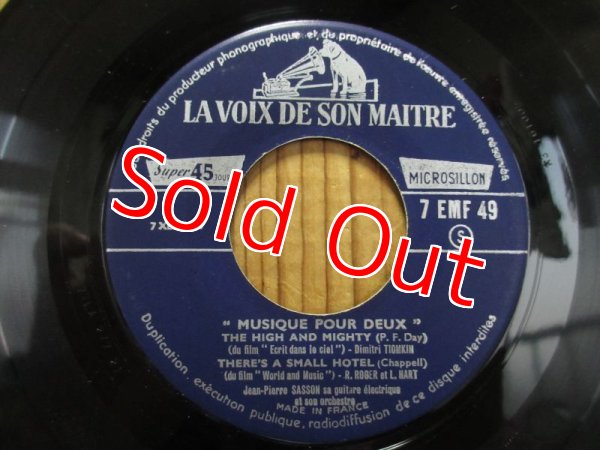 droits du producteur phonographique et du propriétaire de l'œuvre enregistrée réservés
LA VOIX DE SON MAITRE
Super 45
MICROSILLON
7 EMF 49
S
Sold Out
" MUSIQUE POUR DEUX "
THE HIGH AND MIGHTY (P. F. Day)
(du film " Ecrit dans le ciel ") - Dimitri TIOMKIN
THERE'S A SMALL HOTEL (Chappell)
(du film " World and Music ") - R. ROGER et L. HART
Jean-Pierre SASSON sa guitare électrique
et son orchestre
MADE IN FRANCE
Duplication, exécution publique, radiodiffusion de ce disque interdites